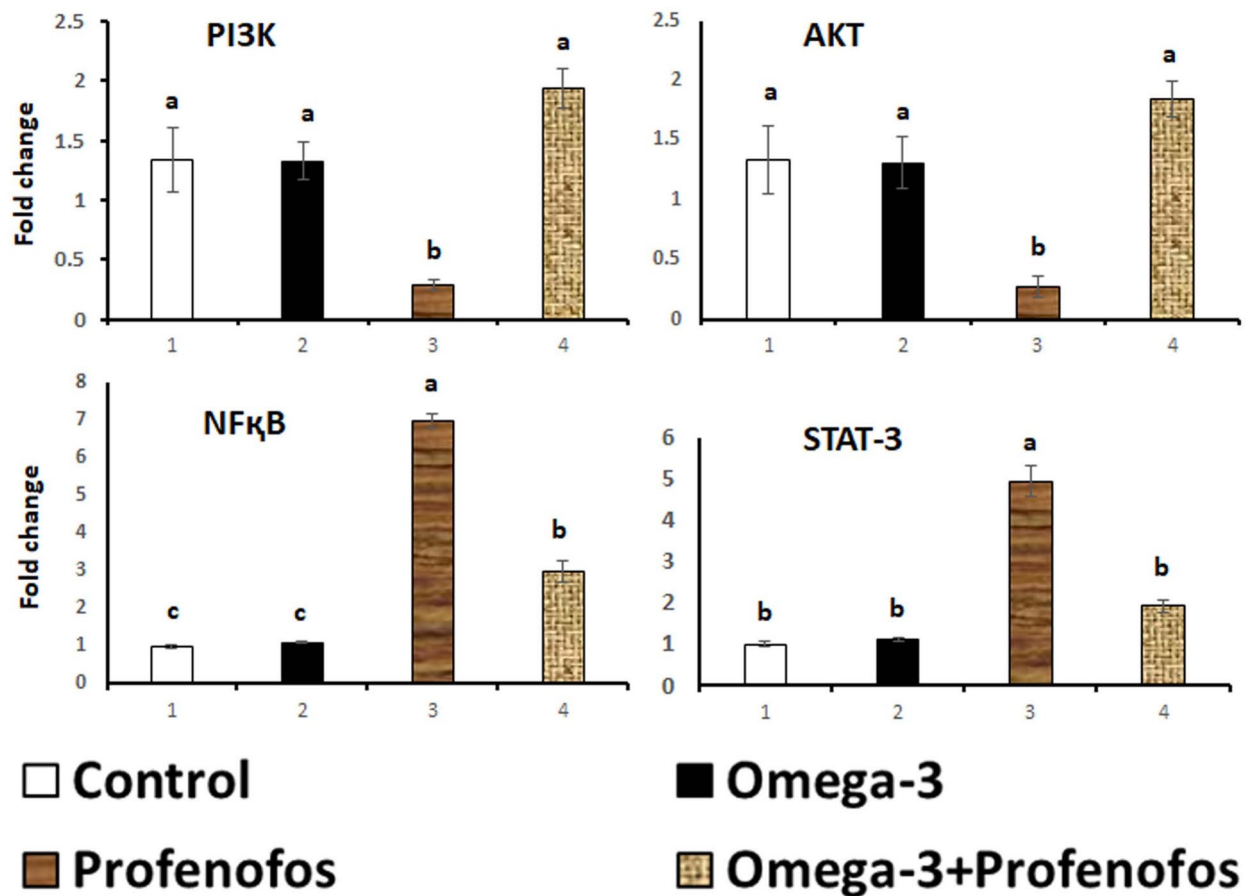 PI3K
Fold change
2.5
2
1.5
1
0.5
0
a
a
b
a
1 2 3 4
AKT
2.5
2
1.5
1
0.5
0
a
a
b
a
1 2 3 4
NFқB
Fold change
8
7
6
5
4
3
2
1
0
c
c
a
b
1 2 3 4
STAT-3
6
5
4
3
2
1
0
b
b
a
b
1 2 3 4
Control
Omega-3
Profenofos
Omega-3+Profenofos